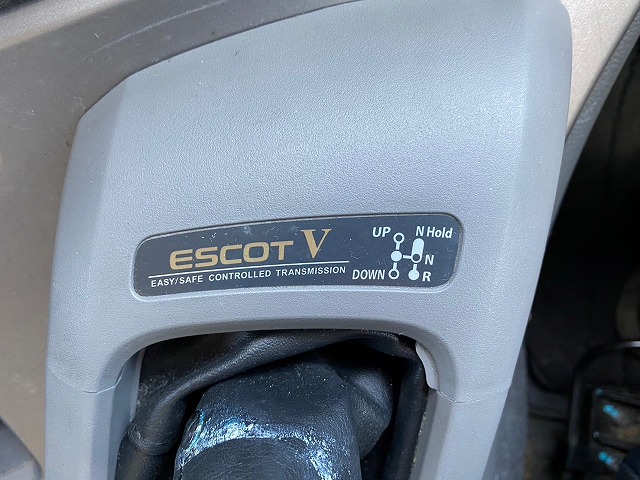 ESCOT V
EASY/SAFE CONTROLLED TRANSMISSION
UP N Hold
N
DOWN R